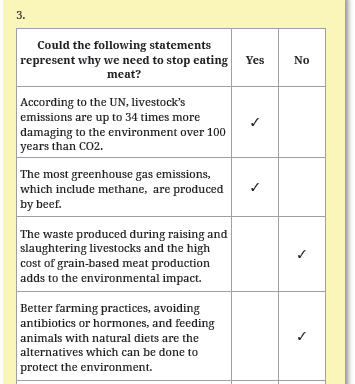 3.
Could the following statements
represent why we need to stop eating
meat?
Yes
No
According to the UN, livestock's
emissions are up to 34 times more
damaging to the environment over 100
years than CO2.
✓
The most greenhouse gas emissions,
which include methane,  are produced
by beef.
✓
The waste produced during raising and
slaughtering livestocks and the high
cost of grain-based meat production
adds to the environmental impact.
✓
Better farming practices, avoiding
antibiotics or hormones, and feeding
animals with natural diets are the
alternatives which can be done to
protect the environment.
✓